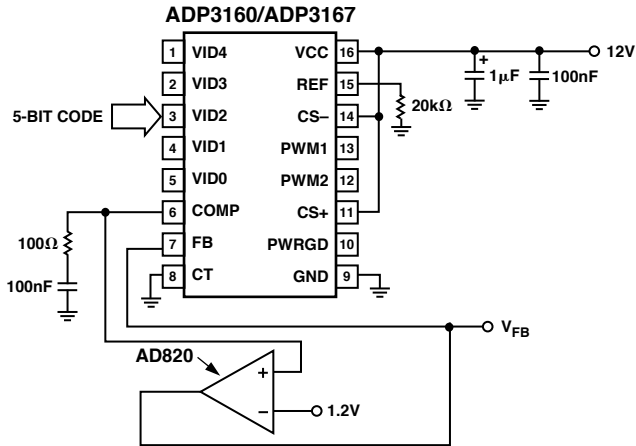 ADP3160/ADP3167
1 VID4 VCC 16 12V
2 VID3 REF 15 1μF 100nF
5-BIT CODE 3 VID2 CS– 14 20kΩ
4 VID1 PWM1 13
5 VID0 PWM2 12
6 COMP CS+ 11
100Ω 7 FB PWRGD 10
100nF 8 CT GND 9
VFB
AD820
+
– 1.2V